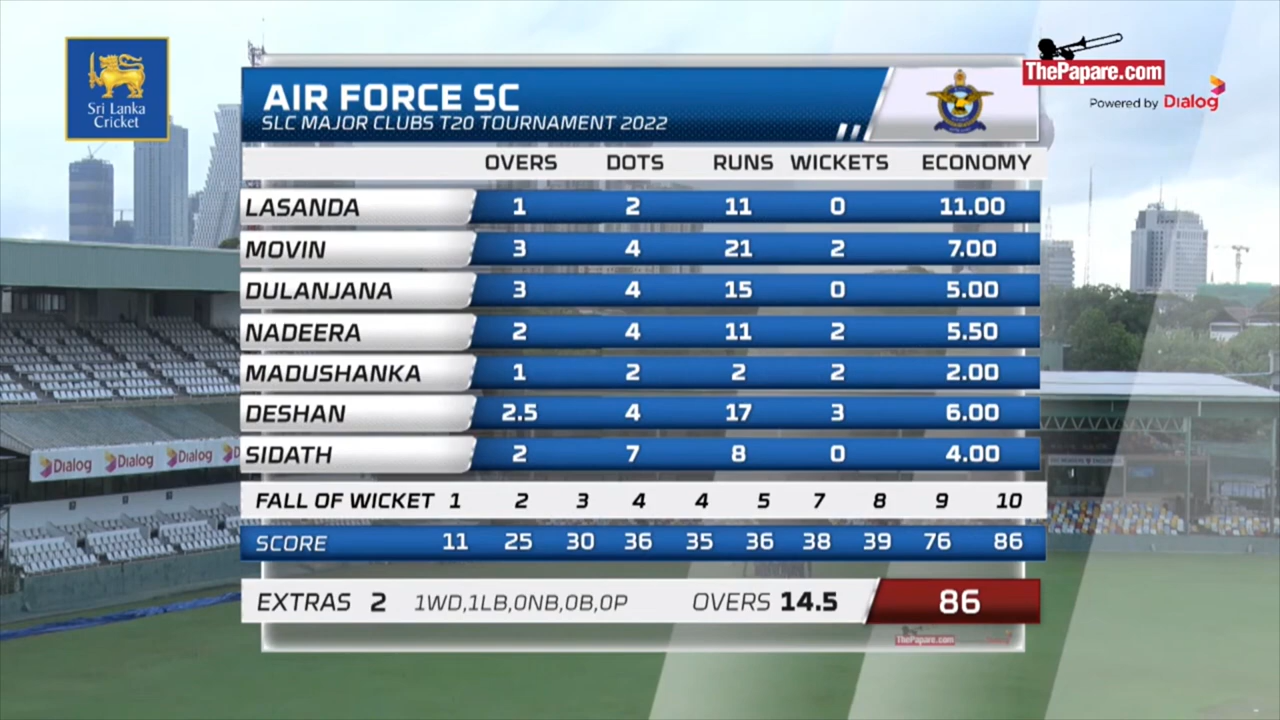 Sri Lanka
Cricket
ThePapare.com
Powered by Dialog
AIR FORCE SC
SLC MAJOR CLUBS T20 TOURNAMENT 2022
OVERS DOTS RUNS WICKETS ECONOMY
LASANDA 1 2 11 0 11.00
MOVIN 3 4 21 2 7.00
DULANJANA 3 4 15 0 5.00
NADEERA 2 4 11 2 5.50
MADUSHANKA 1 2 2 2 2.00
DESHAN 2.5 4 17 3 6.00
SIDATH 2 7 8 0 4.00
FALL OF WICKET 1 2 3 4 4 5 7 8 9 10
SCORE 11 25 30 36 35 36 38 39 76 86
EXTRAS 2 1WD,1LB,0NB,0B,0P OVERS 14.5 86
Dialog Dialog Dialog
ThePapare.com